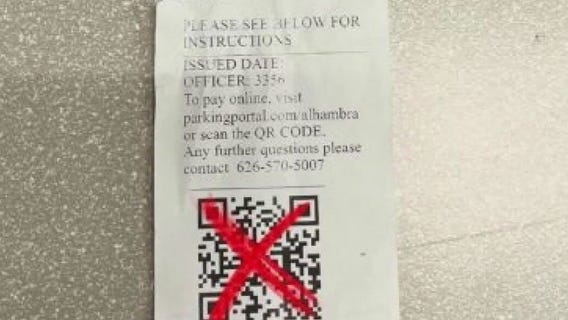 PLEASE SEE BELOW FOR
INSTRUCTIONS
ISSUED DATE:
OFFICER: 3356
To pay online, visit
parkingportal.com/alhambra
or scan the QR CODE.
Any further questions please
contact 626-570-5007